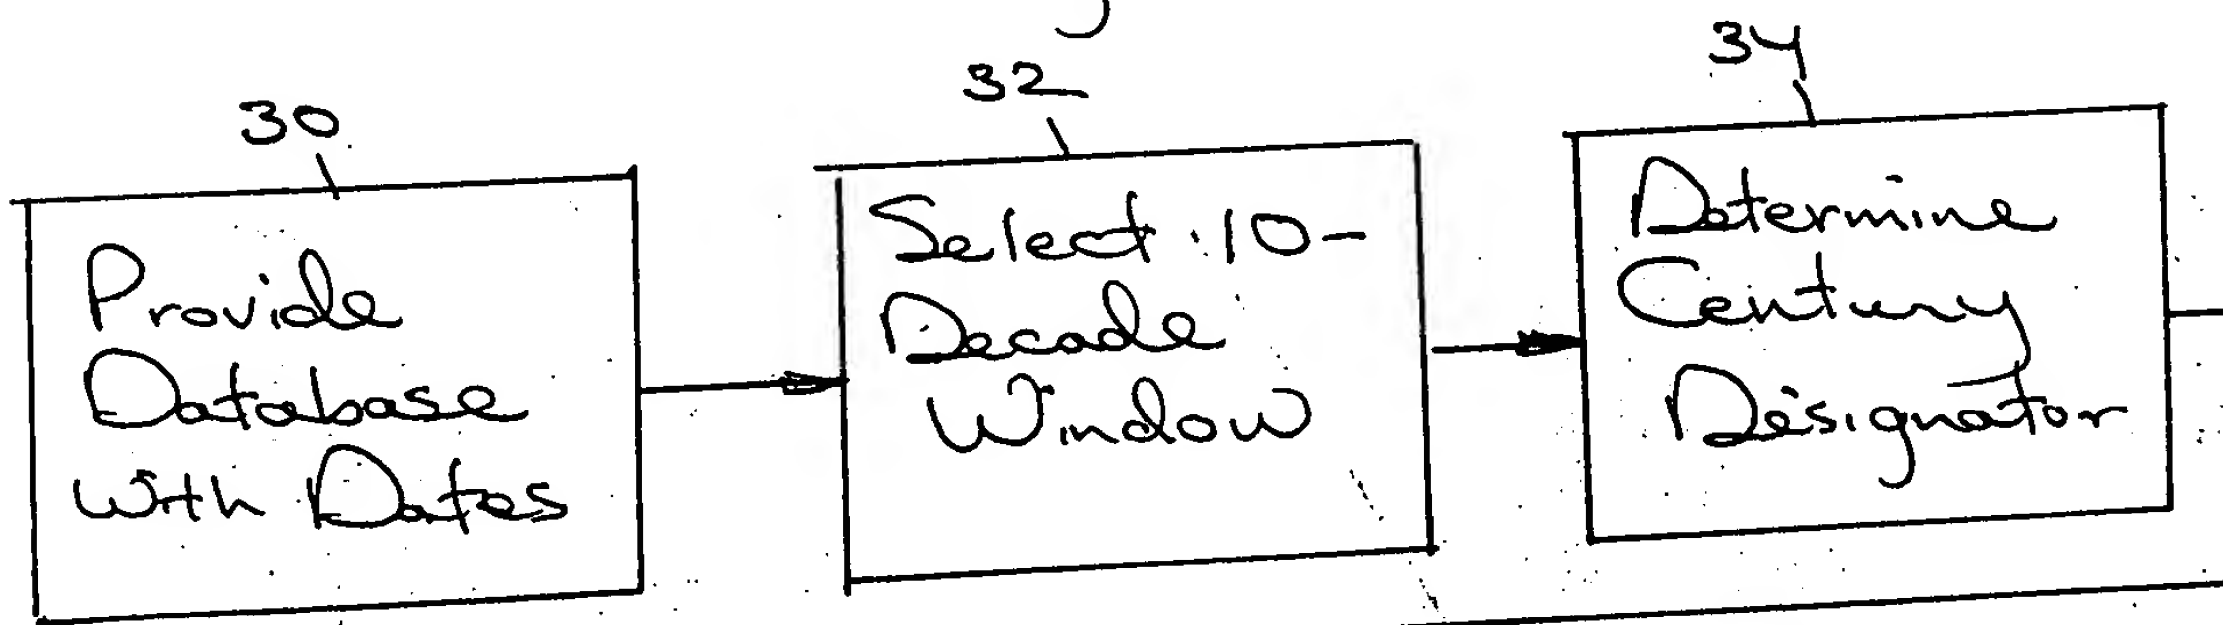 30
Provide
Database
with Dates
32
Select 10-
Decade
Window
34
Determine
Century
Designator